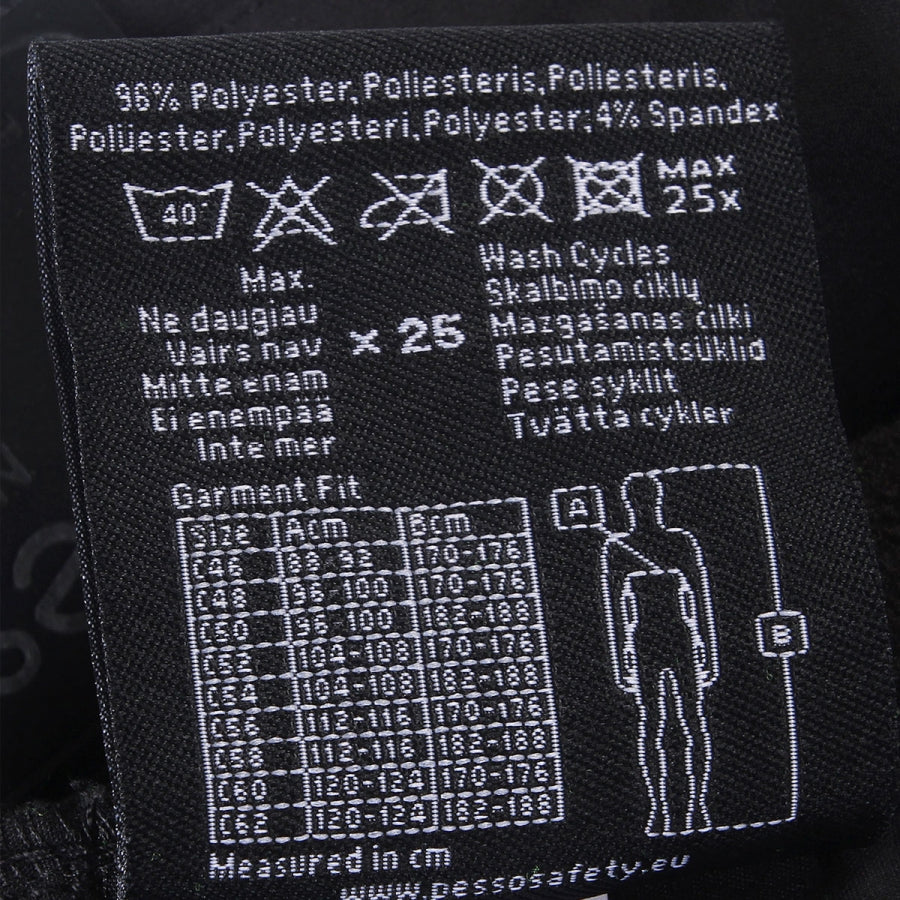 96% Polyester,Poliesteris,Poliesteris,
Polüester,Polyesteri,Polyester;4% Spandex
40°
MAX
25x
Max.
Ne daugiau
Vairs nav
Mitte enam
Ei enempää
Inte mer
x 25
Wash Cycles
Skalbimo ciklų
Mazgašanas cikli
Pesutamistsüklid
Pese syklit
Tvätta cykler
Garment Fit
Size Acm Bcm
C46 170-176
C48 96-100 170-176
C50 96-100 182-188
C52 104-108 170-176
C54 104-108 182-188
C56 112-116 170-176
C58 112-116 182-188
C60 120-124 170-176
C62 120-124 182-188
A
B
Measured in cm
www.pessosafety.eu